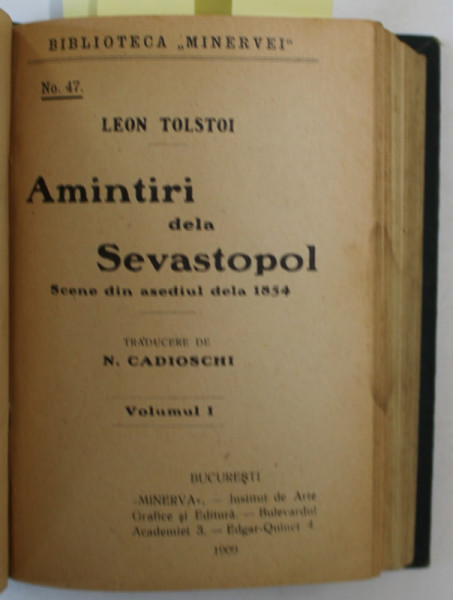 BIBLIOTECA „MINERVEI"
No. 47.
LEON TOLSTOI
Amintiri
dela
Sevastopol
Scene din asediul dela 1854
TRADUCERE DE
N. CADIOSCHI
Volumul I
BUCUREŞTI
«MINERVA», — Institut de Arte
Grafice şi Editură. — Bulevardul
Academiei 3. — Edgar-Quinet 4.
1909